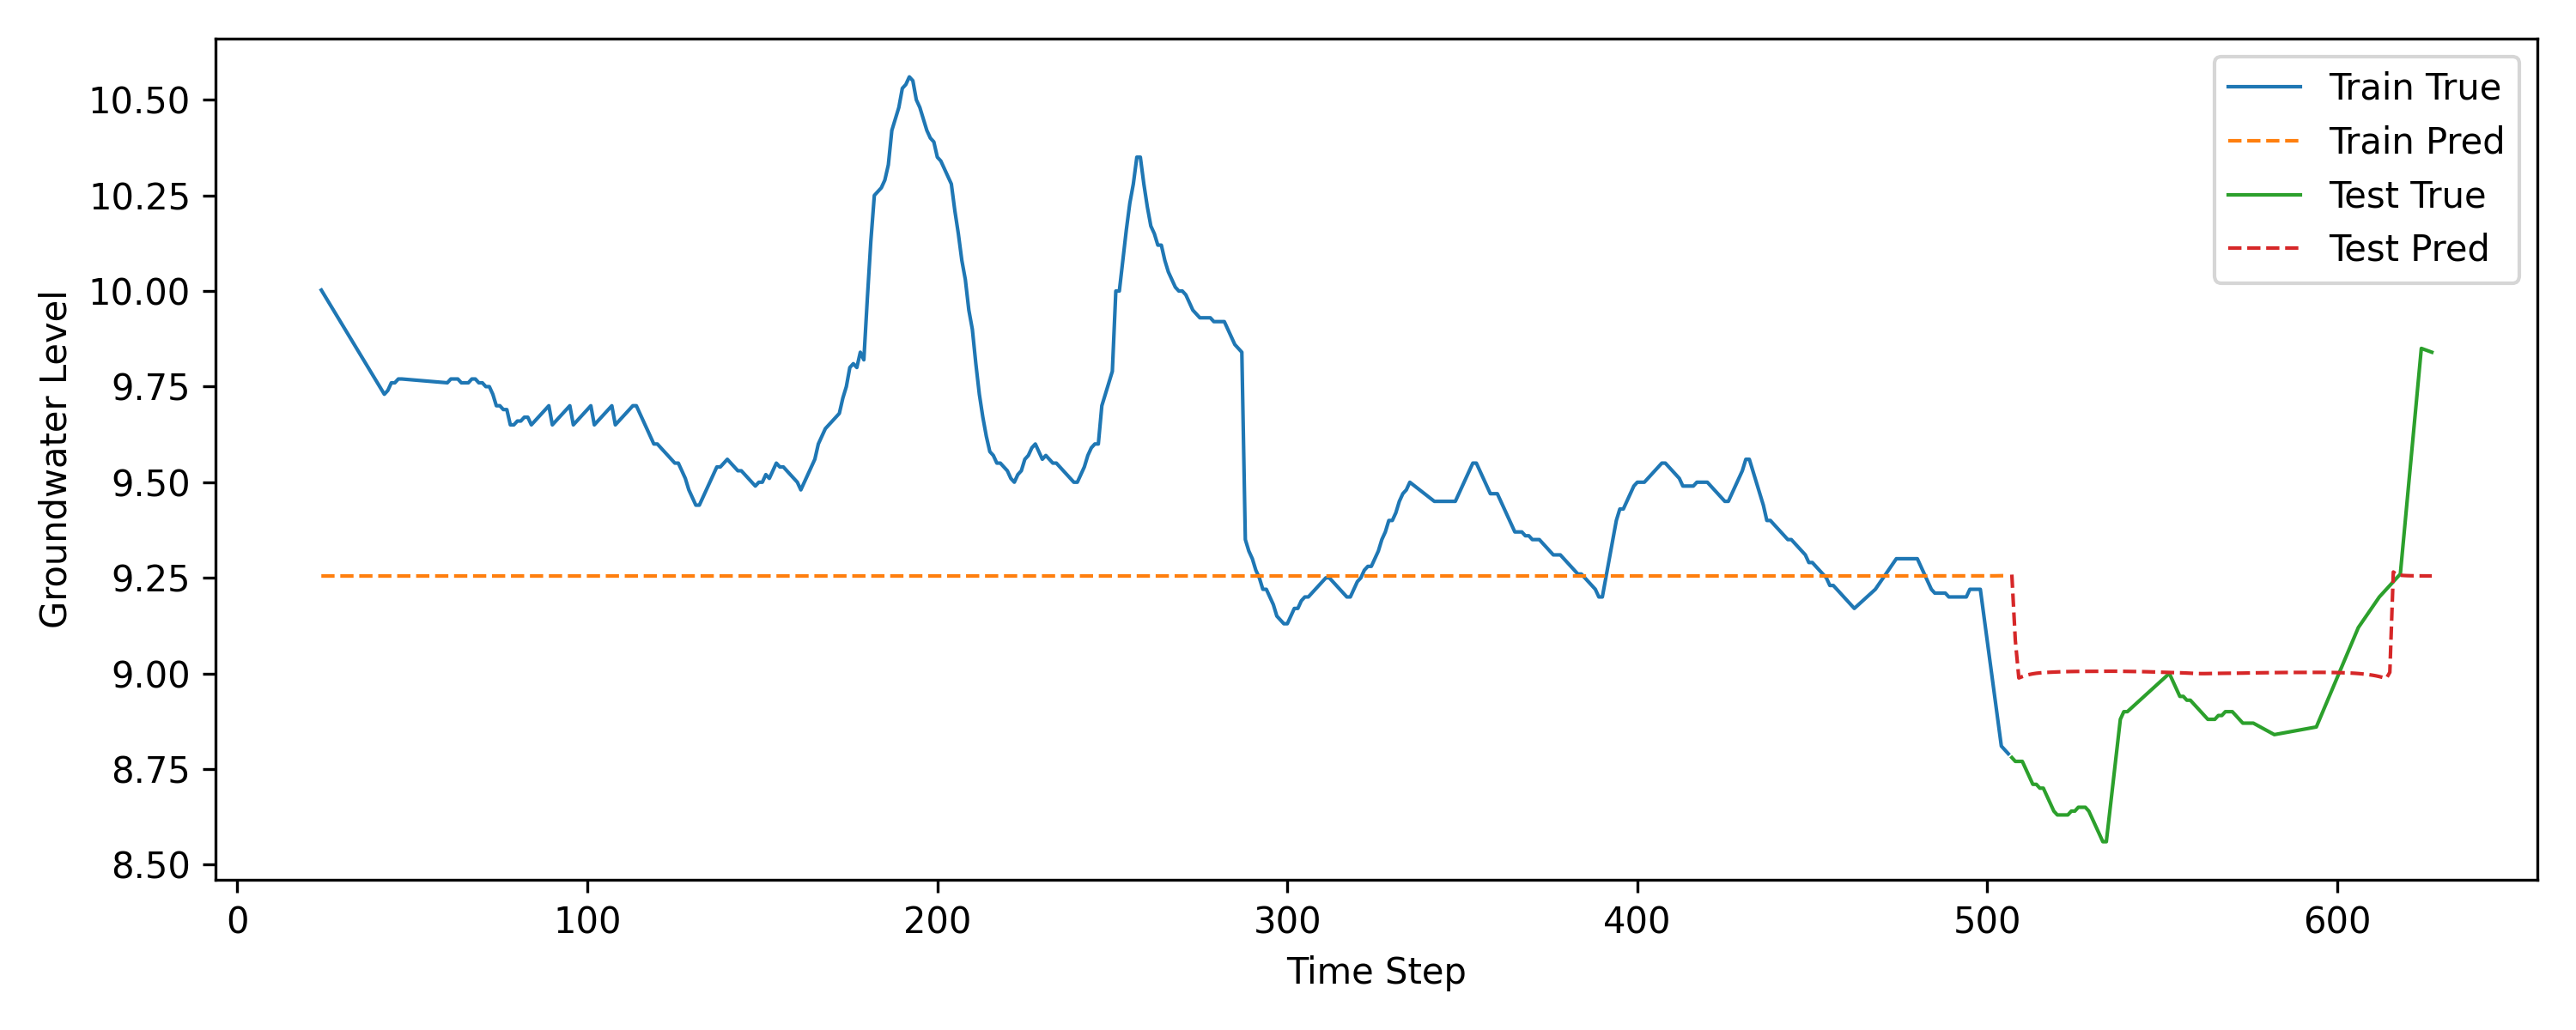 Groundwater Level
10.50
10.25
10.00
9.75
9.50
9.25
9.00
8.75
8.50
0 100 200 300 400 500 600
Time Step
Train True
Train Pred
Test True
Test Pred